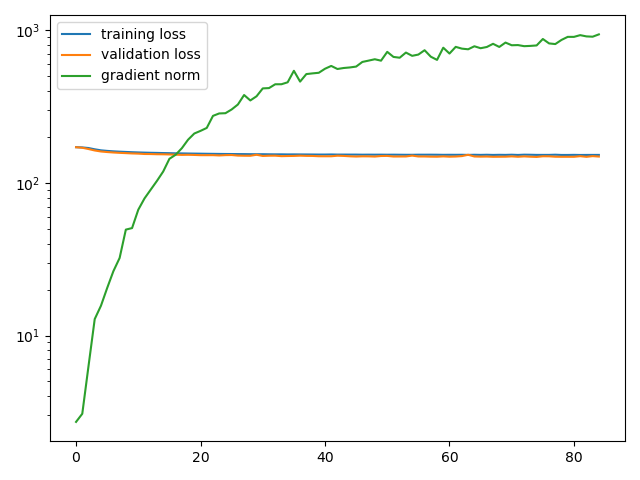 training loss
validation loss
gradient norm
10³
10²
10¹
0 20 40 60 80